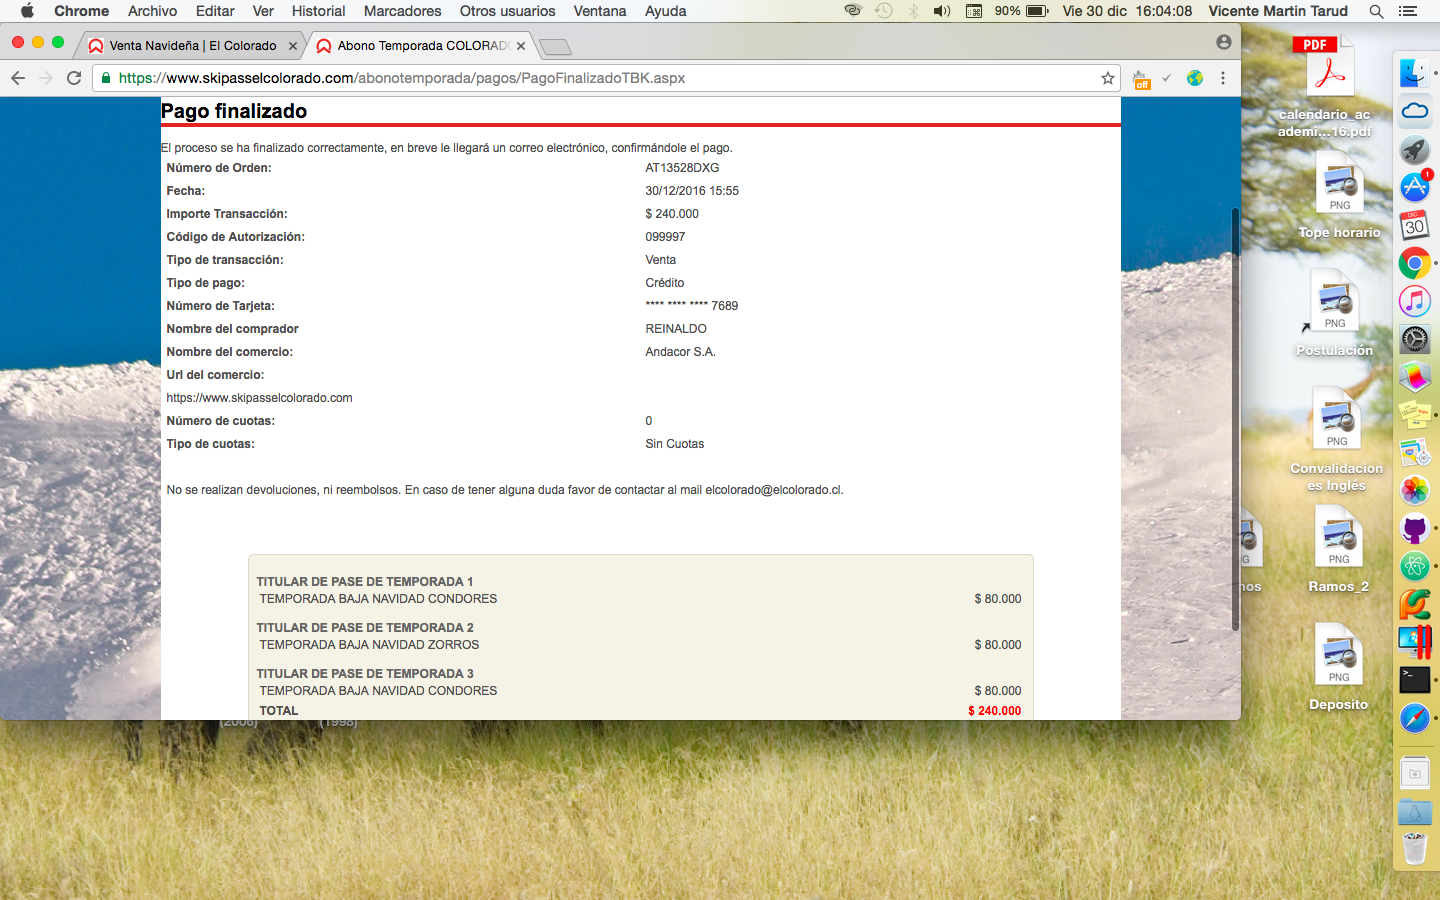 Chrome Archivo Editar Ver Historial Marcadores Otros usuarios Ventana Ayuda 90% Vie 30 dic 16:04:08 Vicente Martin Tarud
Venta Navideña | El Colorado
Abono Temporada COLORADO
https://www.skipasselcolorado.com/abonotemporada/pagos/PagoFinalizadoTBK.aspx
off
Pago finalizado
El proceso se ha finalizado correctamente, en breve le llegará un correo electrónico, confirmándole el pago.
Número de Orden: AT13528DXG
Fecha: 30/12/2016 15:55
Importe Transacción: $ 240.000
Código de Autorización: 099997
Tipo de transacción: Venta
Tipo de pago: Crédito
Número de Tarjeta: **** **** **** 7689
Nombre del comprador REINALDO
Nombre del comercio: Andacor S.A.
Url del comercio:
https://www.skipasselcolorado.com
Número de cuotas: 0
Tipo de cuotas: Sin Cuotas
No se realizan devoluciones, ni reembolsos. En caso de tener alguna duda favor de contactar al mail elcolorado@elcolorado.cl.
TITULAR DE PASE DE TEMPORADA 1
TEMPORADA BAJA NAVIDAD CONDORES $ 80.000
TITULAR DE PASE DE TEMPORADA 2
TEMPORADA BAJA NAVIDAD ZORROS $ 80.000
TITULAR DE PASE DE TEMPORADA 3
TEMPORADA BAJA NAVIDAD CONDORES $ 80.000
TOTAL $ 240.000
(2006) (1998)
PDF
calendario_ac
ademi...16.pdf
PNG
Tope horario
PNG
Postulación
PNG
Convalidacion
es Inglés
PNG
Ramos_2
PNG
Deposito
1
DIC
30